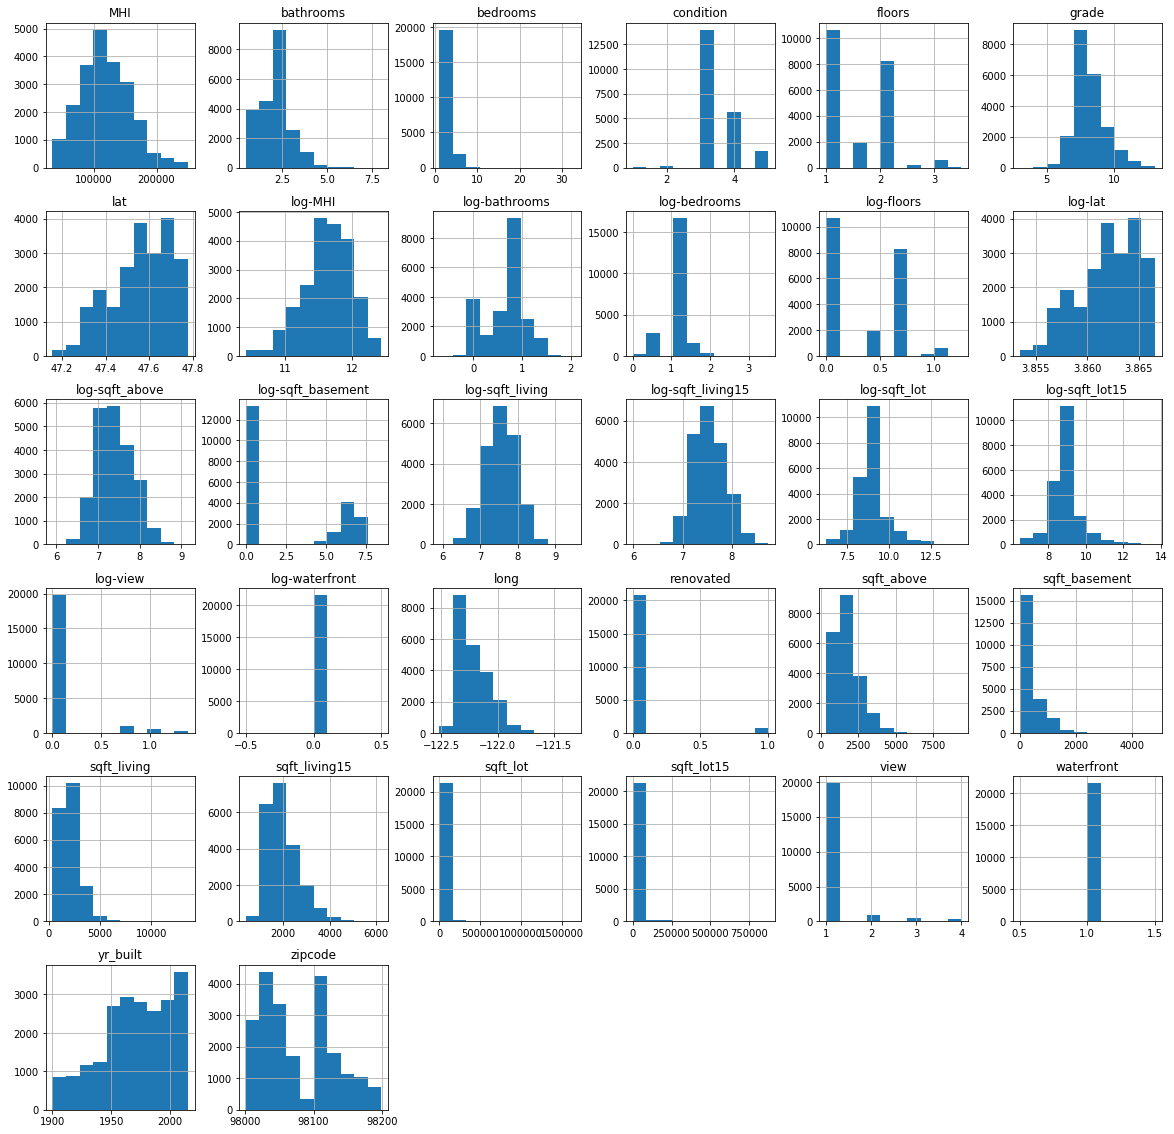 MHI
5000
4000
3000
2000
1000
0
100000 200000
bathrooms
8000
6000
4000
2000
0
2.5 5.0 7.5
bedrooms
20000
15000
10000
5000
0
0 10 20 30
condition
12500
10000
7500
5000
2500
0
2 4
floors
10000
8000
6000
4000
2000
0
1 2 3
grade
8000
6000
4000
2000
0
5 10
lat
4000
3000
2000
1000
0
47.2 47.4 47.6 47.8
log-MHI
5000
4000
3000
2000
1000
0
11 12
log-bathrooms
8000
6000
4000
2000
0
0 1 2
log-bedrooms
15000
10000
5000
0
0 1 2 3
log-floors
10000
8000
6000
4000
2000
0
0.0 0.5 1.0
log-lat
4000
3000
2000
1000
0
3.855 3.860 3.865
log-sqft_above
6000
5000
4000
3000
2000
1000
0
6 7 8 9
log-sqft_basement
12000
10000
8000
6000
4000
2000
0
0.0 2.5 5.0 7.5
log-sqft_living
6000
4000
2000
0
6 7 8 9
log-sqft_living15
6000
4000
2000
0
6 7 8
log-sqft_lot
10000
8000
6000
4000
2000
0
7.5 10.0 12.5
log-sqft_lot15
10000
8000
6000
4000
2000
0
8 10 12 14
log-view
20000
15000
10000
5000
0
0.0 0.5 1.0
log-waterfront
20000
15000
10000
5000
0
−0.5 0.0 0.5
long
8000
6000
4000
2000
0
−122.5 −122.0 −121.5
renovated
20000
15000
10000
5000
0
0.0 0.5 1.0
sqft_above
8000
6000
4000
2000
0
0 2500 5000 7500
sqft_basement
15000
12500
10000
7500
5000
2500
0
0 2000 4000
sqft_living
10000
8000
6000
4000
2000
0
0 5000 10000
sqft_living15
6000
4000
2000
0
2000 4000 6000
sqft_lot
20000
15000
10000
5000
0
0 500000 1000000 1500000
sqft_lot15
20000
15000
10000
5000
0
0 250000 500000 750000
view
20000
15000
10000
5000
0
1 2 3 4
waterfront
20000
15000
10000
5000
0
0.5 1.0 1.5
yr_built
3000
2000
1000
0
1900 1950 2000
zipcode
4000
3000
2000
1000
0
98000 98100 98200